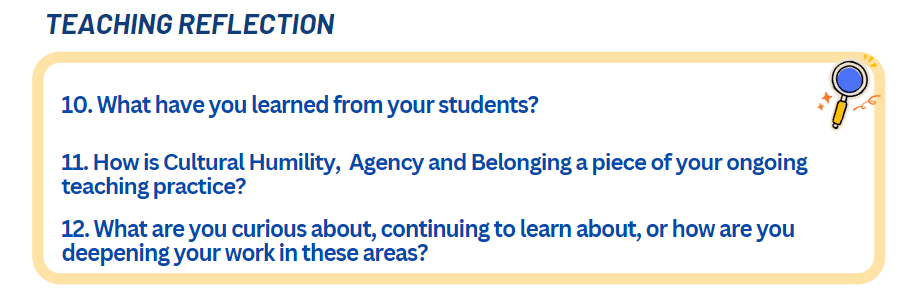 TEACHING REFLECTION
10. What have you learned from your students?
11. How is Cultural Humility,  Agency and Belonging a piece of your ongoing
teaching practice?
12. What are you curious about, continuing to learn about, or how are you
deepening your work in these areas?